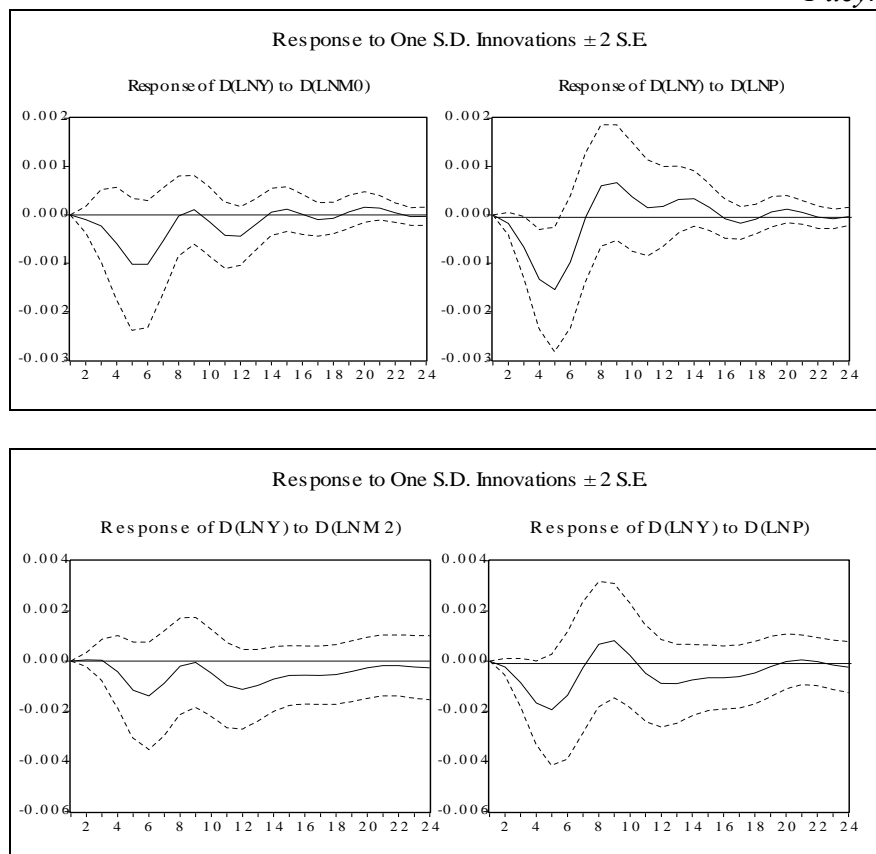 Response to One S.D. Innovations ± 2 S.E.
Response of D(LNY) to D(LNM0)
Response of D(LNY) to D(LNP)
0.002
0.001
0.000
-0.001
-0.002
-0.003
2 4 6 8 10 12 14 16 18 20 22 24
0.002
0.001
0.000
-0.001
-0.002
-0.003
2 4 6 8 10 12 14 16 18 20 22 24
Response to One S.D. Innovations ± 2 S.E.
Response of D(LNY) to D(LNM2)
Response of D(LNY) to D(LNP)
0.004
0.002
0.000
-0.002
-0.004
-0.006
2 4 6 8 10 12 14 16 18 20 22 24
0.004
0.002
0.000
-0.002
-0.004
-0.006
2 4 6 8 10 12 14 16 18 20 22 24